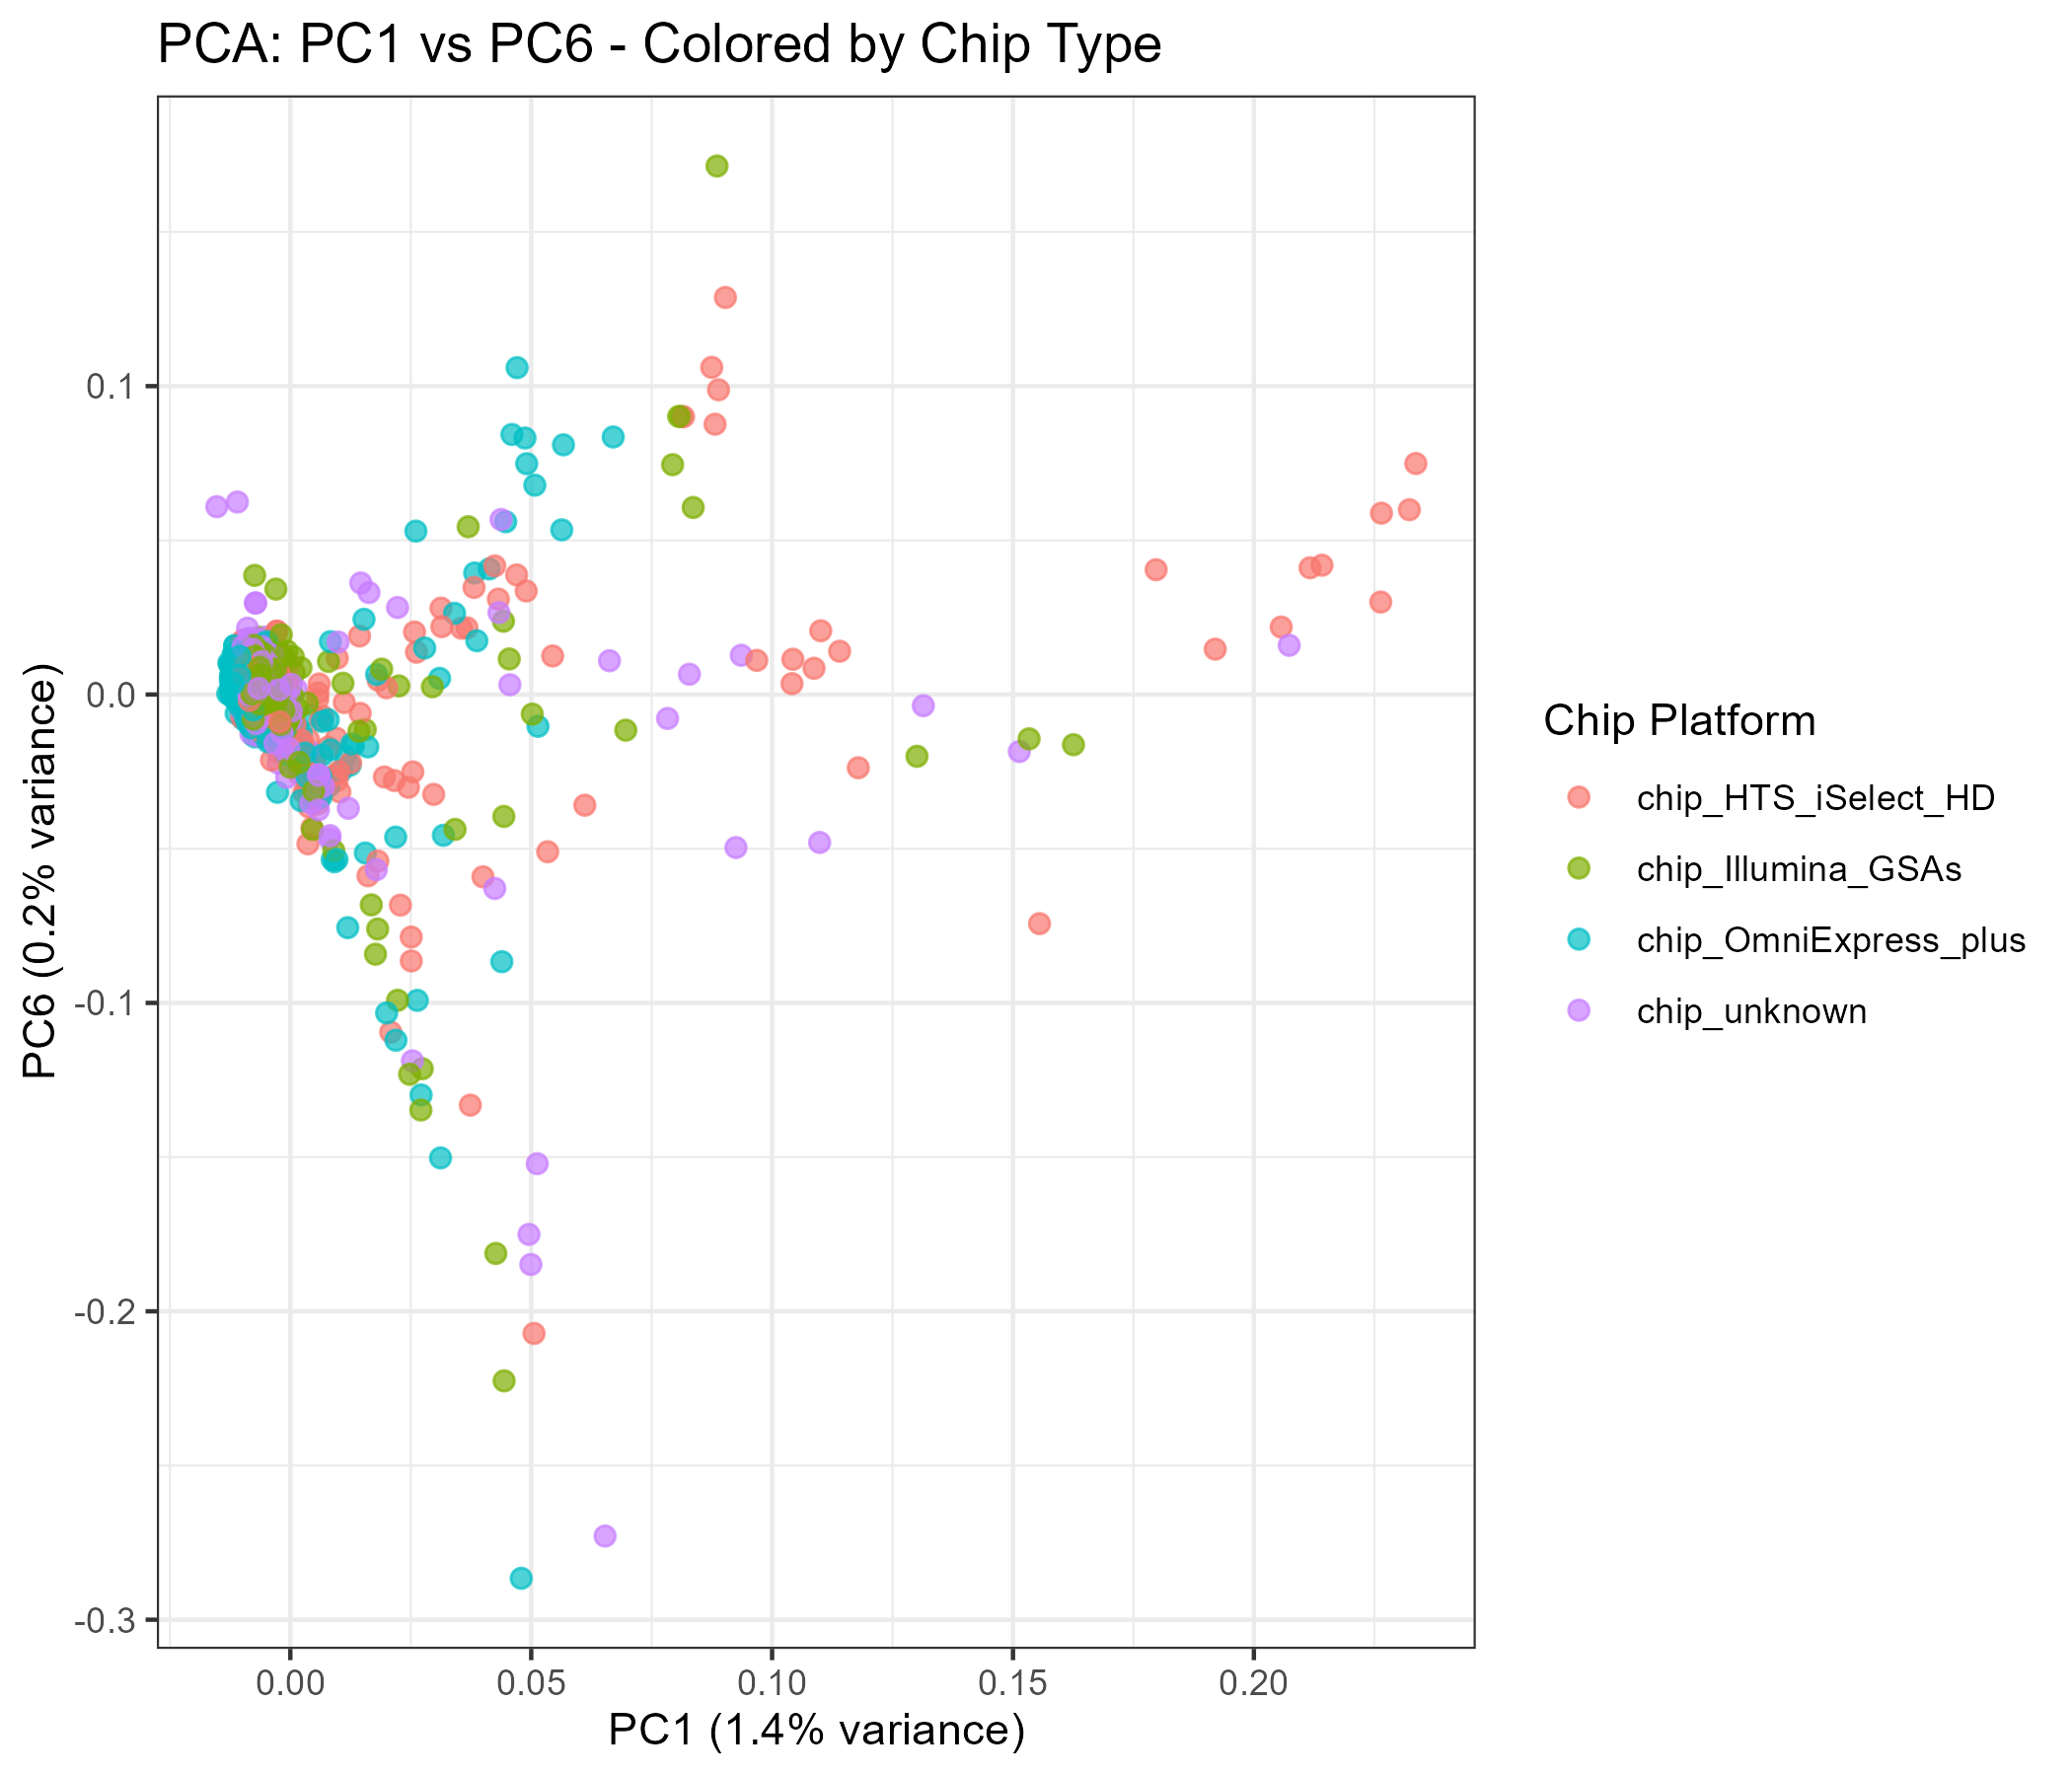 PCA: PC1 vs PC6 - Colored by Chip Type
0.1
0.0
-0.1
-0.2
-0.3
PC6 (0.2% variance)
0.00 0.05 0.10 0.15 0.20
PC1 (1.4% variance)
Chip Platform
chip_HTS_iSelect_HD
chip_Illumina_GSAs
chip_OmniExpress_plus
chip_unknown